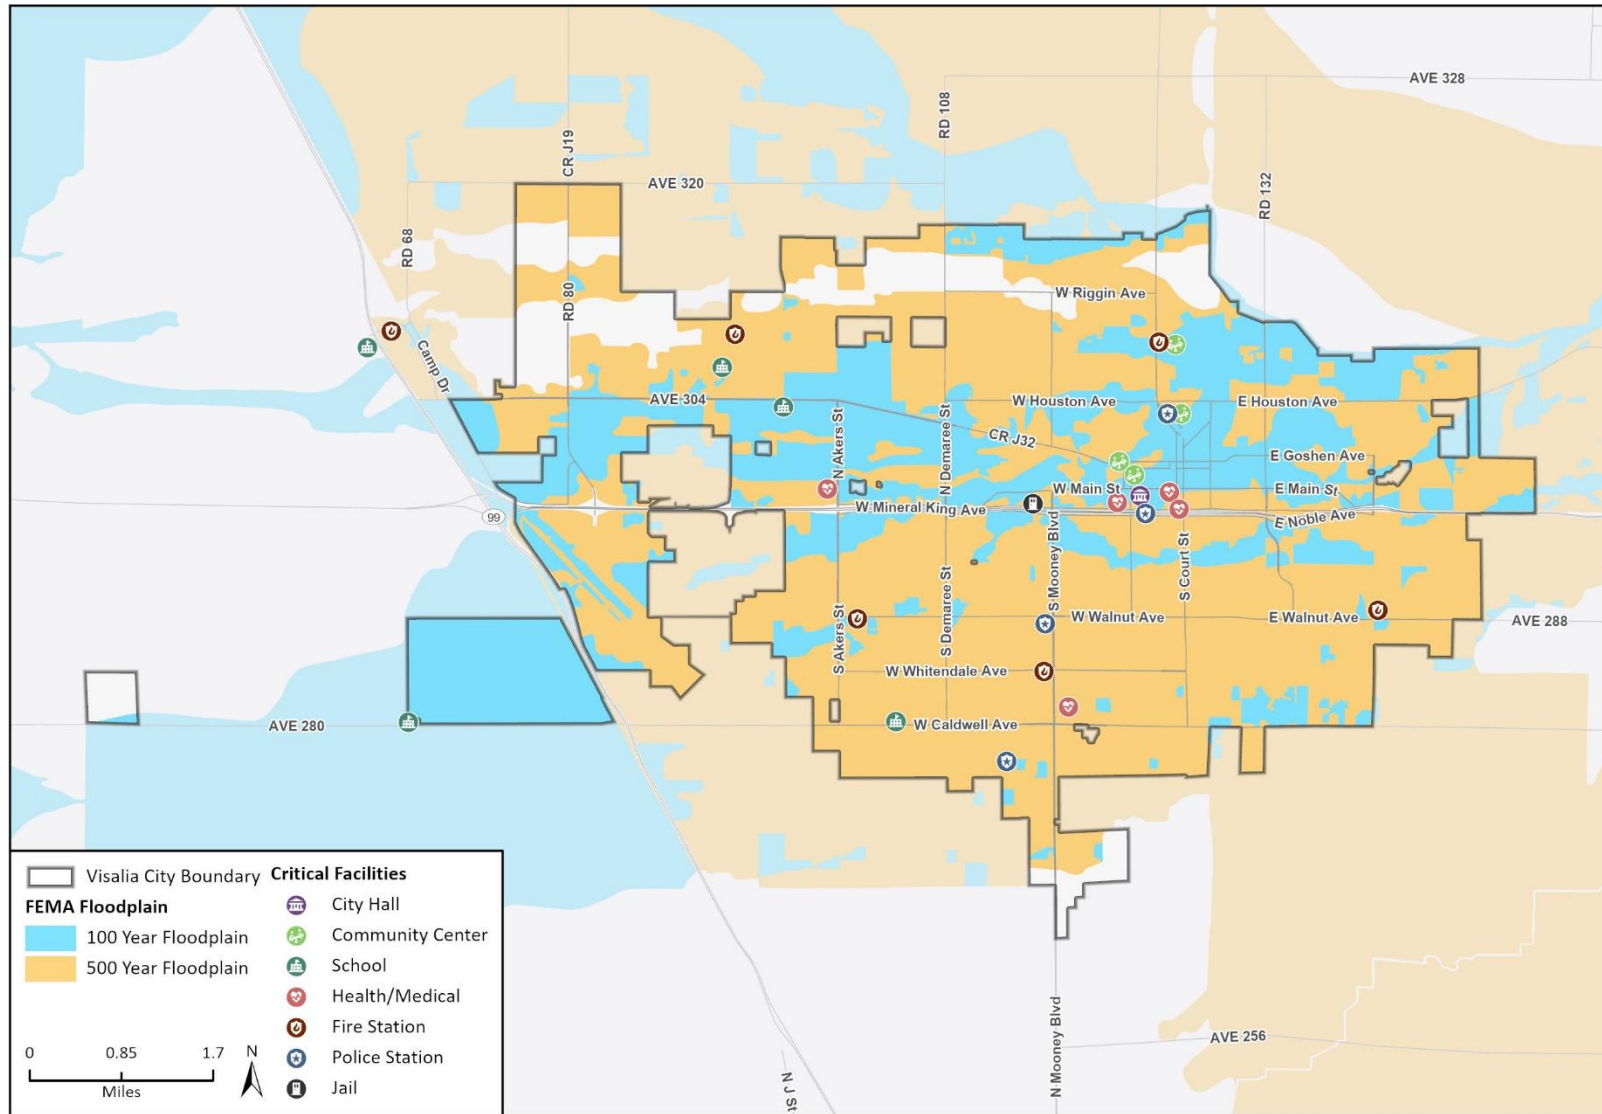 AVE 328
RD 108
CR J19
RD 132
AVE 320
RD 68
W Riggin Ave
RD 80
Camp Dr
AVE 304
W Houston Ave
E Houston Ave
N Akers St
N Demaree St
CR J32
E Goshen Ave
W Main St
E Main St
W Mineral King Ave
99
E Noble Ave
S Mooney Blvd
S Court St
S Demaree St
S Akers St
W Walnut Ave
E Walnut Ave
AVE 288
W Whitendale Ave
AVE 280
W Caldwell Ave
N Mooney Blvd
AVE 256
N J St
Visalia City Boundary
FEMA Floodplain
100 Year Floodplain
500 Year Floodplain
0 0.85 1.7
Miles
N
Critical Facilities
City Hall
Community Center
School
Health/Medical
Fire Station
Police Station
Jail